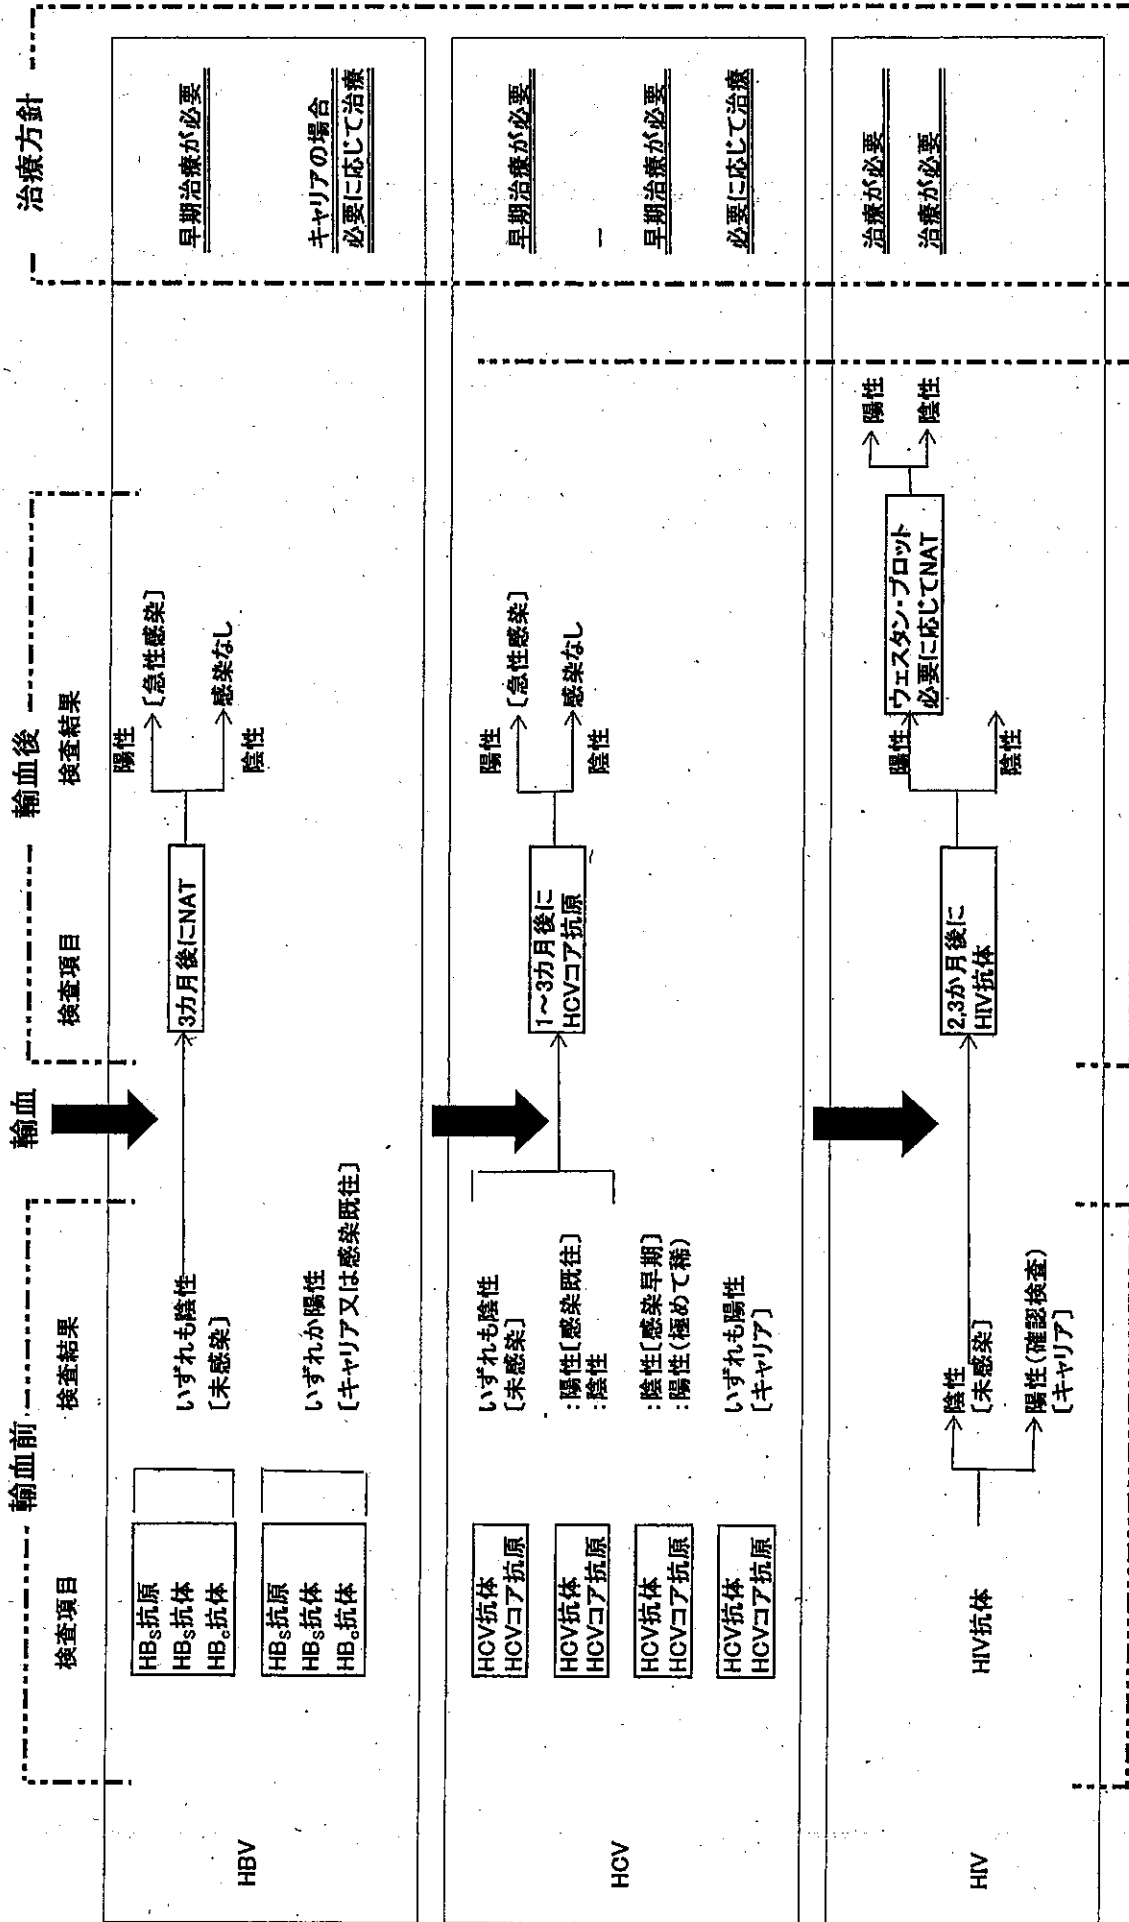 輸血前
輸血
輸血後
治療方針
検査項目
検査結果
検査項目
検査結果
HBV
HBS抗原
HBS抗体
HBC抗体
いずれも陰性
[未感染]
3カ月後にNAT
陽性
[急性感染]
陰性
感染なし
早期治療が必要
HBS抗原
HBS抗体
HBC抗体
いずれか陽性
[キャリア又は感染既往]
キャリアの場合
必要に応じて治療
HCV
HCV抗体
HCVコア抗原
いずれも陰性
[未感染]
HCV抗体
HCVコア抗原
:陽性[感染既往]
:陰性
1~3カ月後に
HCVコア抗原
陽性
[急性感染]
陰性
感染なし
早期治療が必要
–
HCV抗体
HCVコア抗原
:陰性[感染早期]
:陽性(極めて稀)
早期治療が必要
HCV抗体
HCVコア抗原
いずれも陽性
[キャリア]
必要に応じて治療
HIV
HIV抗体
陰性
[未感染]
陽性(確認検査)
[キャリア]
2,3か月後に
HIV抗体
陽性
陰性
ウェスタン・プロット
必要に応じてNAT
陽性
陰性
治療が必要
治療が必要